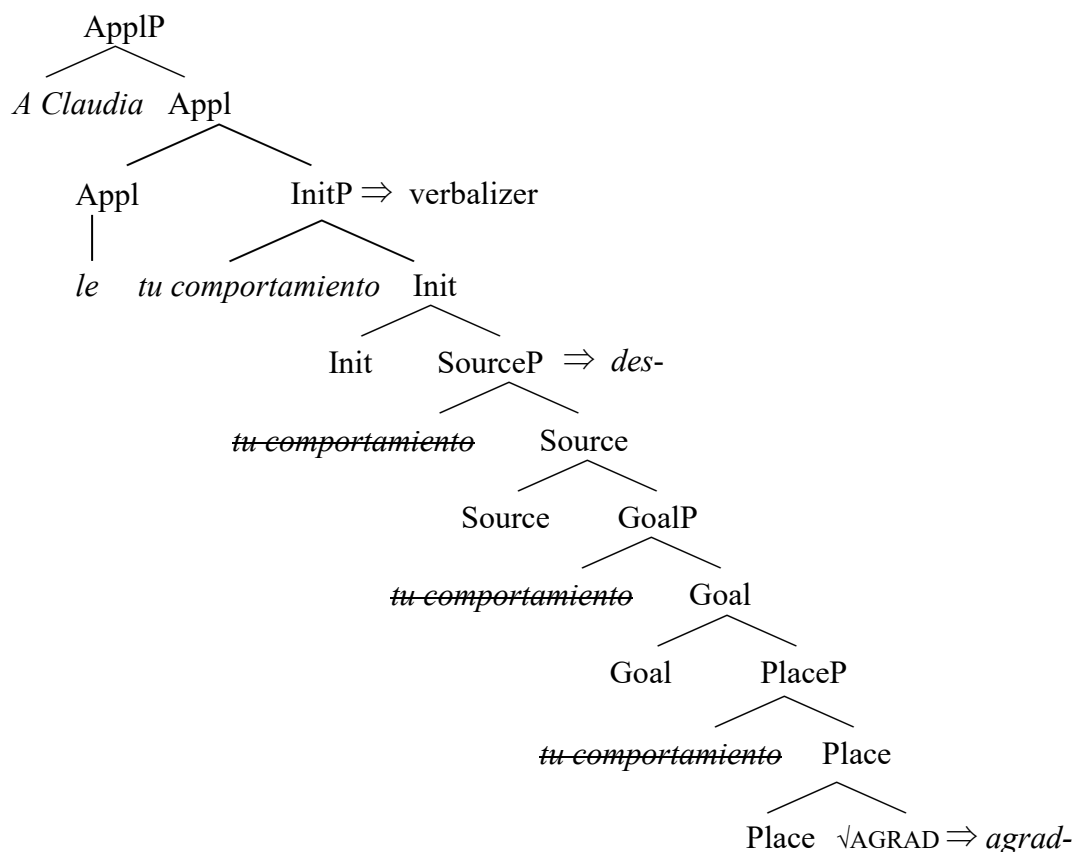 ApplP
A Claudia Appl
Appl InitP ⇒ verbalizer
le tu comportamiento Init
Init SourceP ⇒ des-
tu comportamiento Source
Source GoalP
tu comportamiento Goal
Goal PlaceP
tu comportamiento Place
Place √AGRAD ⇒ agrad-